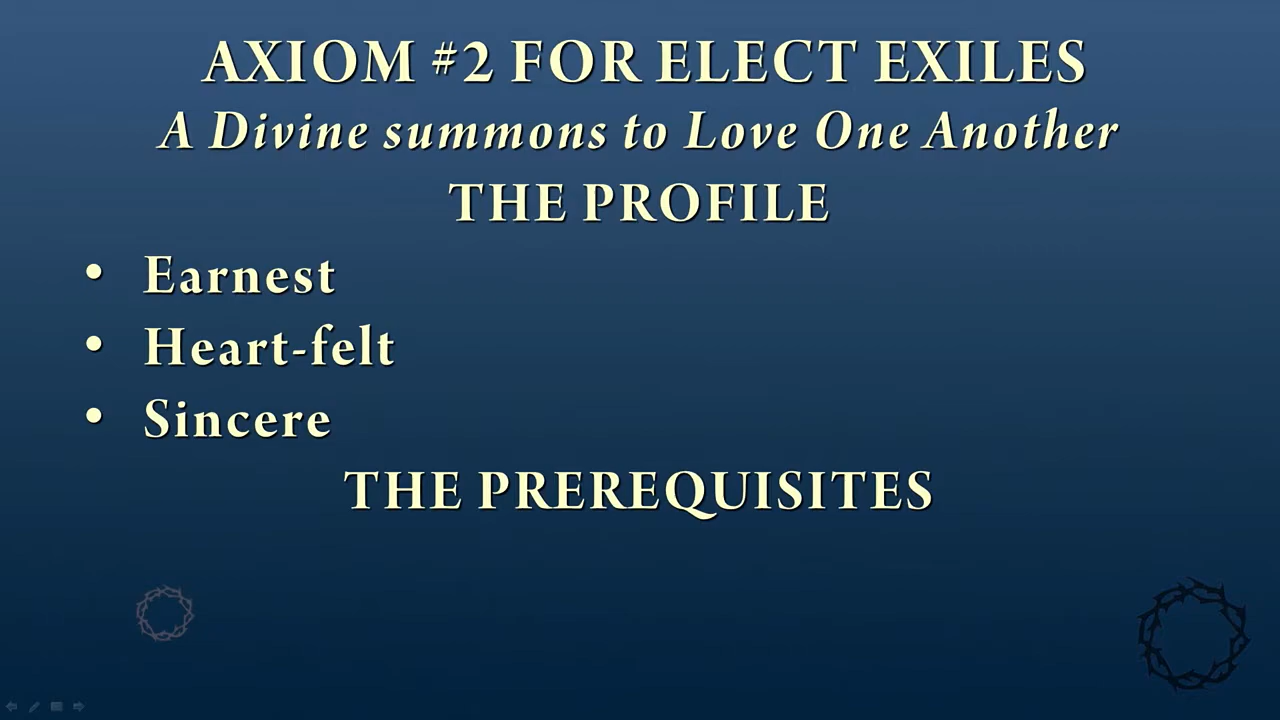 AXIOM #2 FOR ELECT EXILES
A Divine summons to Love One Another
THE PROFILE
• Earnest
• Heart-felt
• Sincere
THE PREREQUISITES